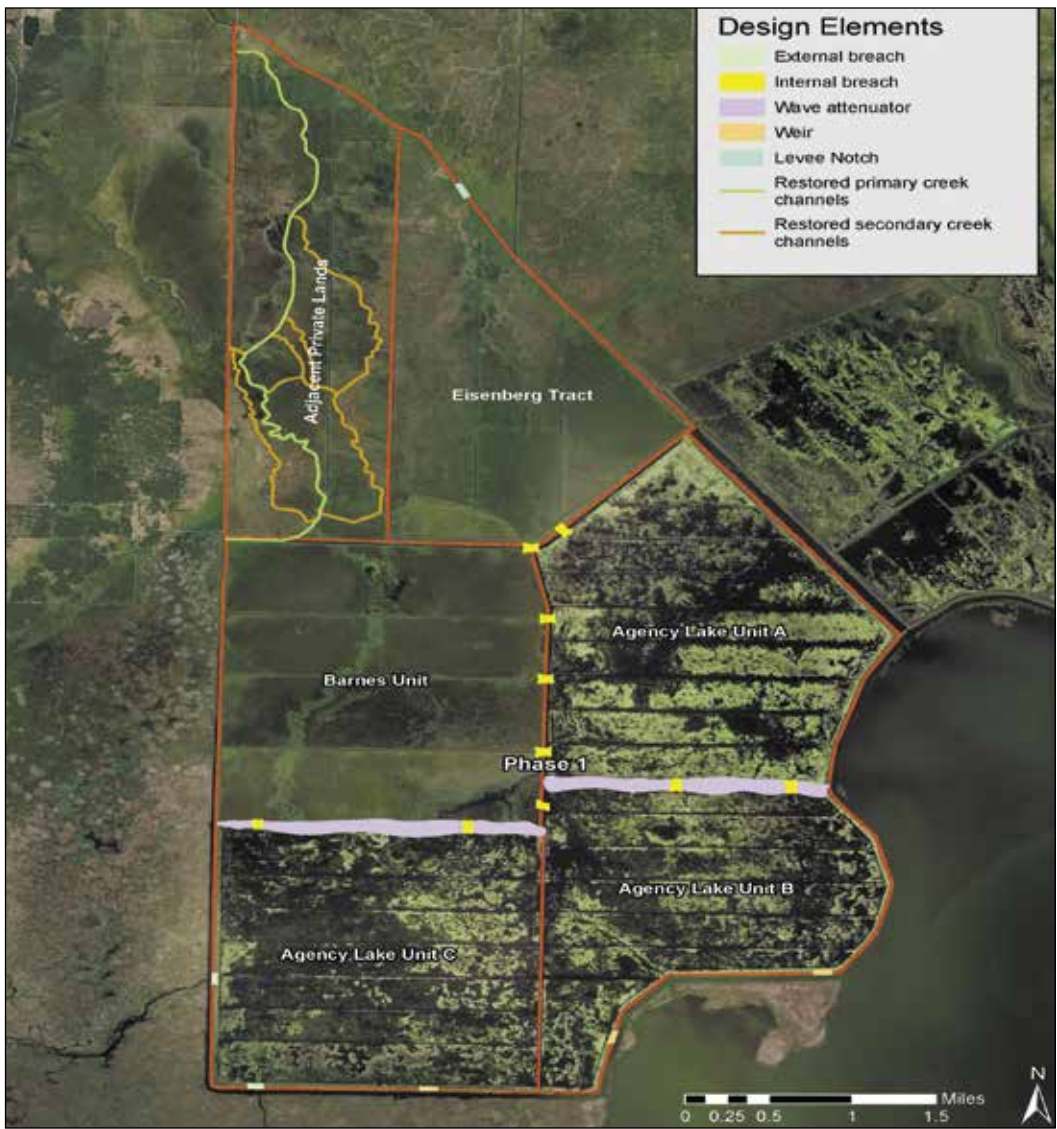 Design Elements
External breach
Internal breach
Wave attenuator
Weir
Levee Notch
Restored primary creek
channels
Restored secondary creek
channels
Adjacent Private Lands
Eisenberg Tract
Agency Lake Unit A
Barnes Unit
Phase 1
Agency Lake Unit B
Agency Lake Unit C
N
Miles
0 0.25 0.5 1 1.5